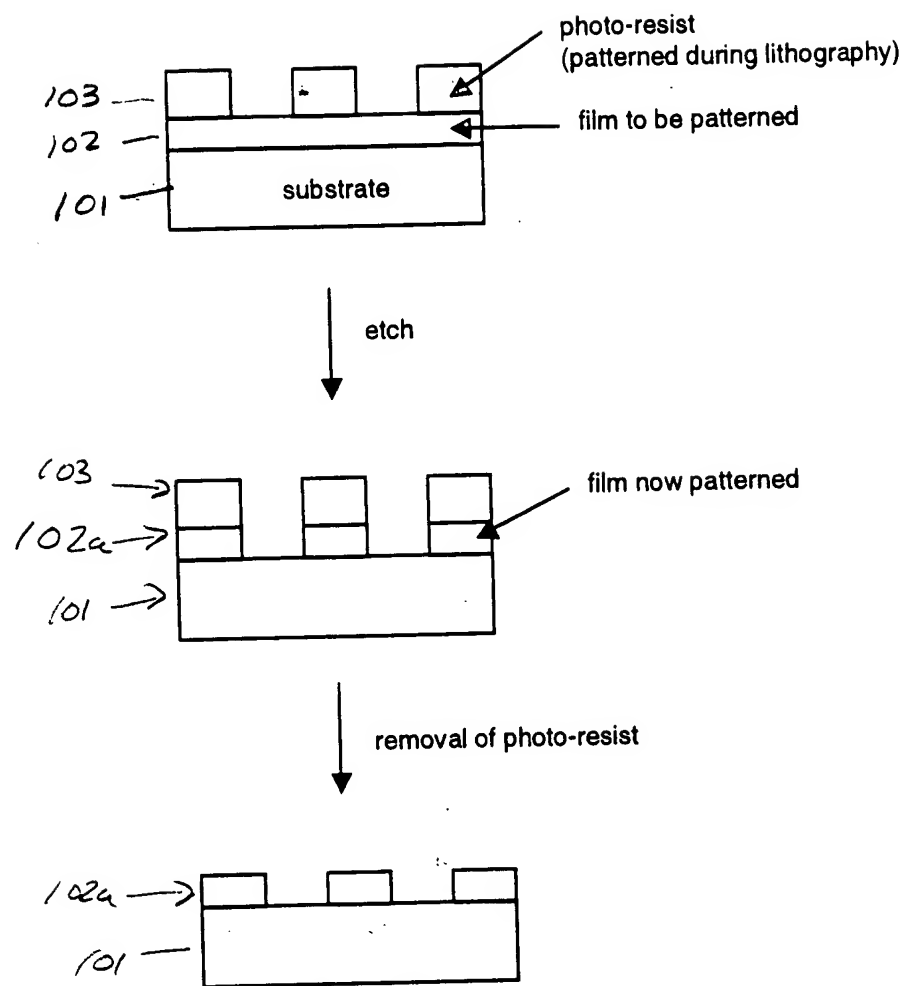 photo-resist
(patterned during lithography)
103
film to be patterned
102
substrate
101
etch
103
film now patterned
102a
101
removal of photo-resist
102a
101